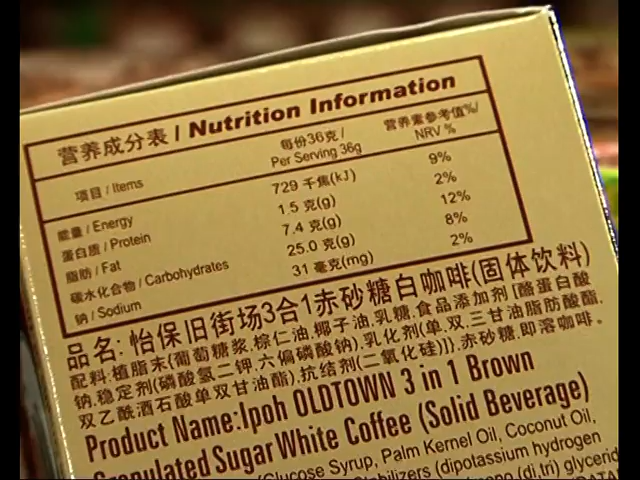 营养成分表 / Nutrition Information
项目 / Items 每份36克 / Per Serving 36g 营养素参考值%/ NRV %
能量 / Energy 729 千焦(kJ) 9%
蛋白质 / Protein 1.5 克(g) 2%
脂肪 / Fat 7.4 克(g) 12%
碳水化合物 / Carbohydrates 25.0 克(g) 8%
钠 / Sodium 31 毫克(mg) 2%
品名: 怡保旧街场3合1赤砂糖白咖啡(固体饮料)
配料:植脂末{葡萄糖浆,棕仁油,椰子油,乳糖,食品添加剂 [酪蛋白酸
钠,稳定剂(磷酸氢二钾,六偏磷酸钠),乳化剂(单,双,三甘油脂肪酸酯,
双乙酰酒石酸单双甘油酯),抗结剂(二氧化硅)]},赤砂糖,即溶咖啡。
Product Name:Ipoh OLDTOWN 3 in 1 Brown
Granulated Sugar White Coffee (Solid Beverage)
Glucose Syrup, Palm Kernel Oil, Coconut Oil,
Stabilizers (dipotassium hydrogen
(di,tri) glycerid